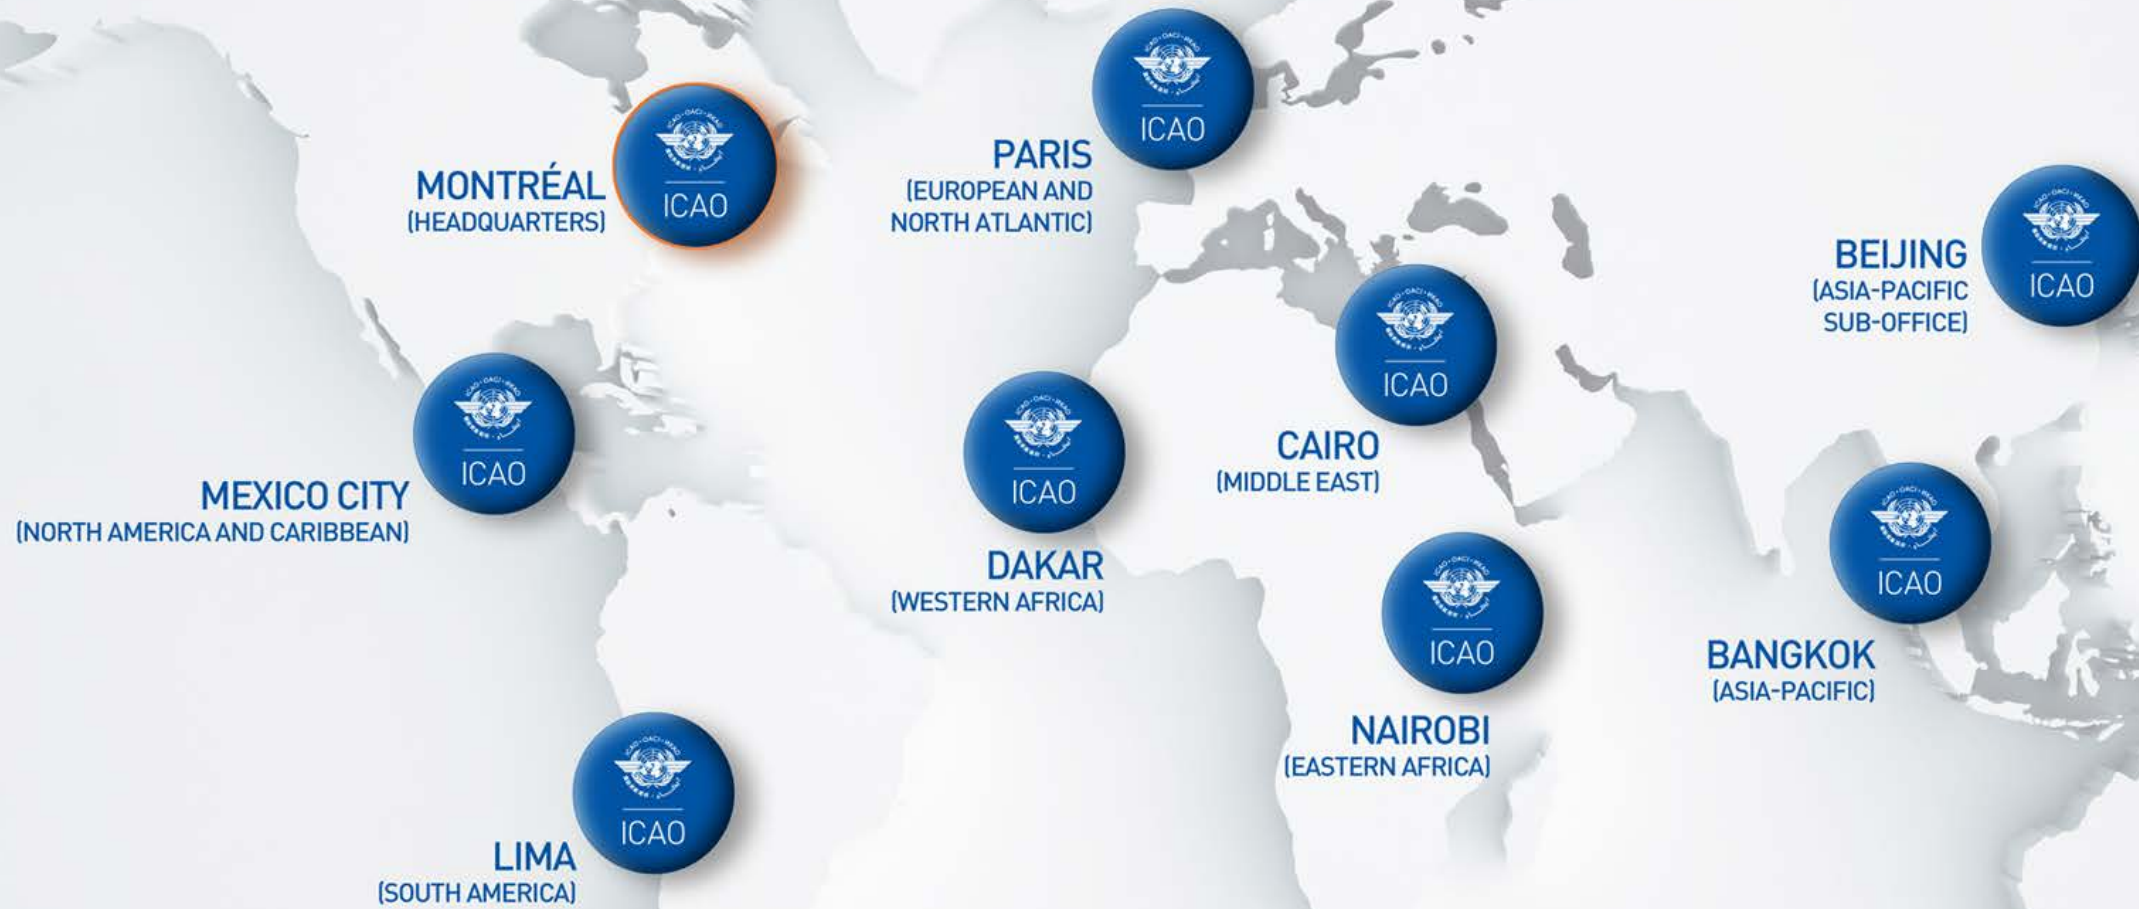 ICAO
PARIS
(EUROPEAN AND
NORTH ATLANTIC)
ICAO
MONTRÉAL
(HEADQUARTERS)
ICAO
BEIJING
(ASIA-PACIFIC
SUB-OFFICE)
ICAO
CAIRO
(MIDDLE EAST)
ICAO
MEXICO CITY
(NORTH AMERICA AND CARIBBEAN)
ICAO
DAKAR
(WESTERN AFRICA)
ICAO
BANGKOK
(ASIA-PACIFIC)
ICAO
NAIROBI
(EASTERN AFRICA)
ICAO
LIMA
(SOUTH AMERICA)